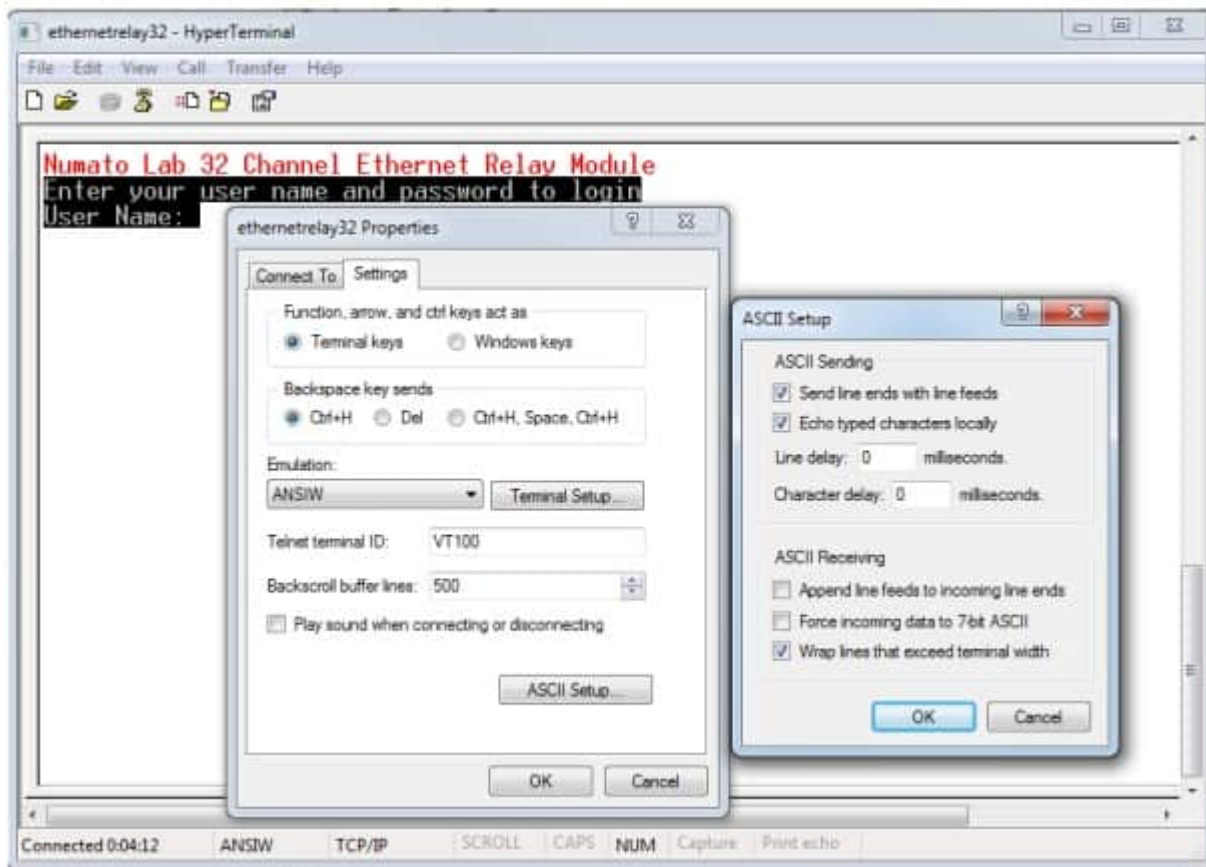 ethernetrelay32 - HyperTerminal
File Edit View Call Transfer Help
Numato Lab 32 Channel Ethernet Relay Module
Enter your user name and password to login
User Name:
ethernetrelay32 Properties
Connect To Settings
Function, arrow, and ctrl keys act as
Terminal keys Windows keys
Backspace key sends
Ctrl+H Del Ctrl+H, Space, Ctrl+H
Emulation:
ANSIW Terminal Setup...
Telnet terminal ID: VT100
Backscroll buffer lines: 500
Play sound when connecting or disconnecting
ASCII Setup...
OK Cancel
ASCII Setup
ASCII Sending
Send line ends with line feeds
Echo typed characters locally
Line delay: 0 milliseconds.
Character delay: 0 milliseconds.
ASCII Receiving
Append line feeds to incoming line ends
Force incoming data to 7-bit ASCII
Wrap lines that exceed terminal width
OK Cancel
Connected 0:04:12 ANSIW TCP/IP SCROLL CAPS NUM Capture Print echo